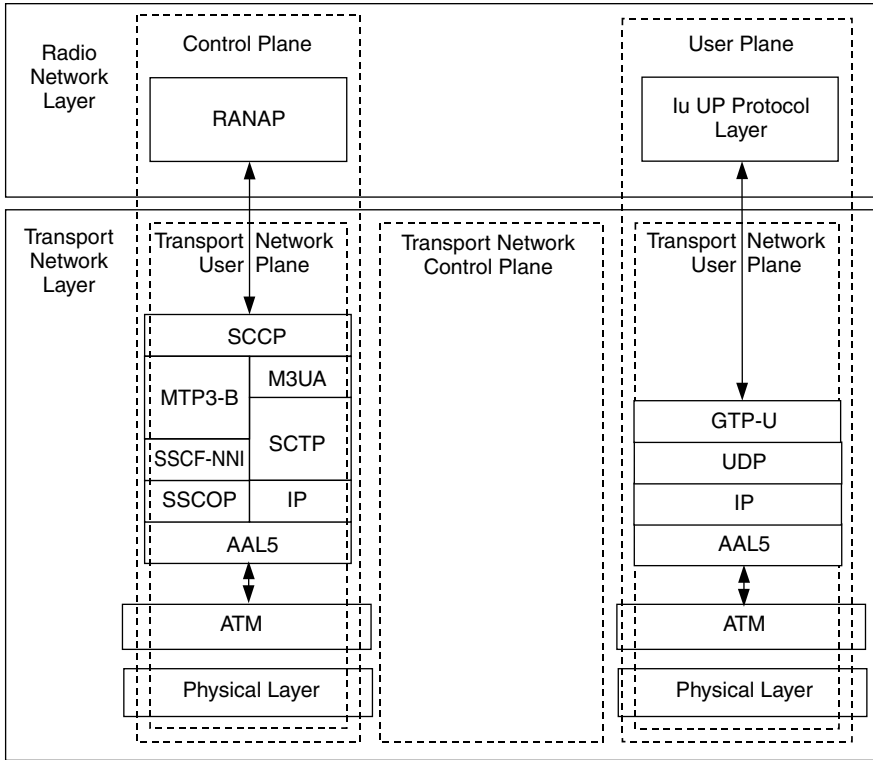 Radio
Network
Layer
Control Plane
RANAP
User Plane
Iu UP Protocol
Layer
Transport
Network
Layer
Transport Network
User Plane
Transport Network
Control Plane
Transport Network
User Plane
SCCP
MTP3-B
M3UA
SCTP
SSCF-NNI
SSCOP
IP
AAL5
ATM
Physical Layer
GTP-U
UDP
IP
AAL5
ATM
Physical Layer